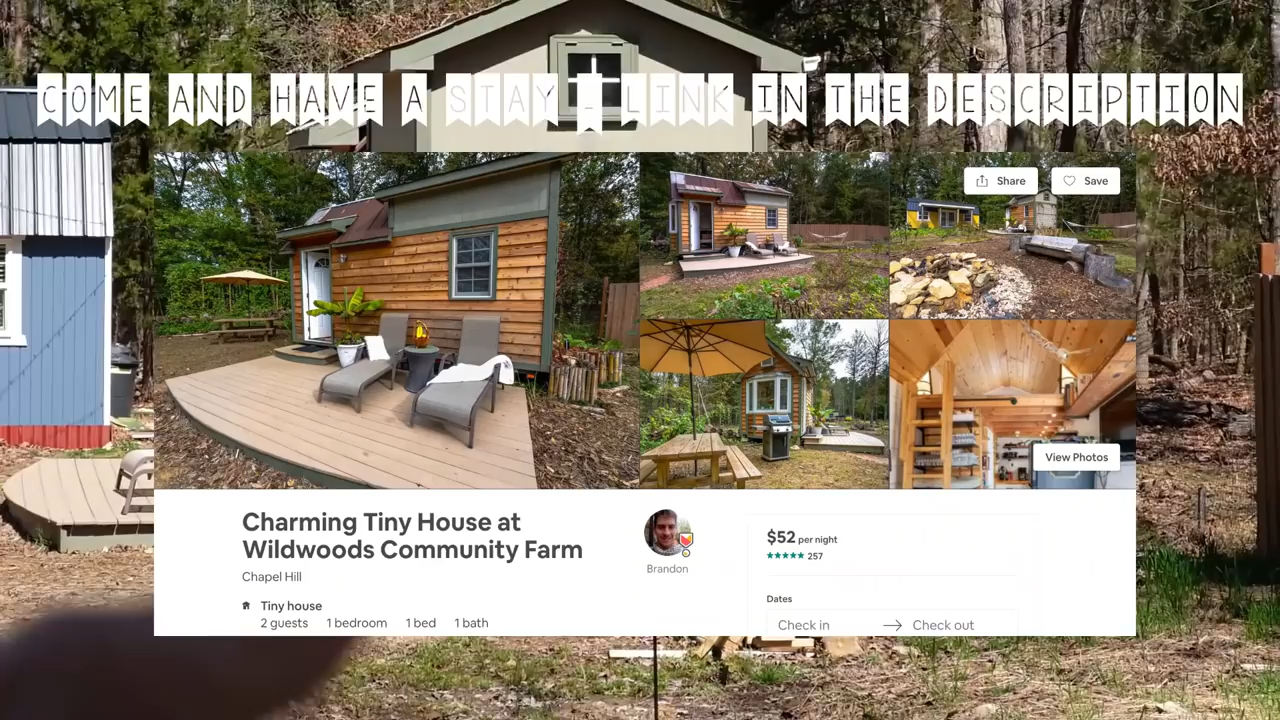 COME AND HAVE A STAY - LINK IN THE DESCRIPTION
Share
Save
View Photos
Charming Tiny House at
Wildwoods Community Farm
Chapel Hill
Brandon
$52 per night
257
Tiny house
2 guests 1 bedroom 1 bed 1 bath
Dates
Check in
Check out